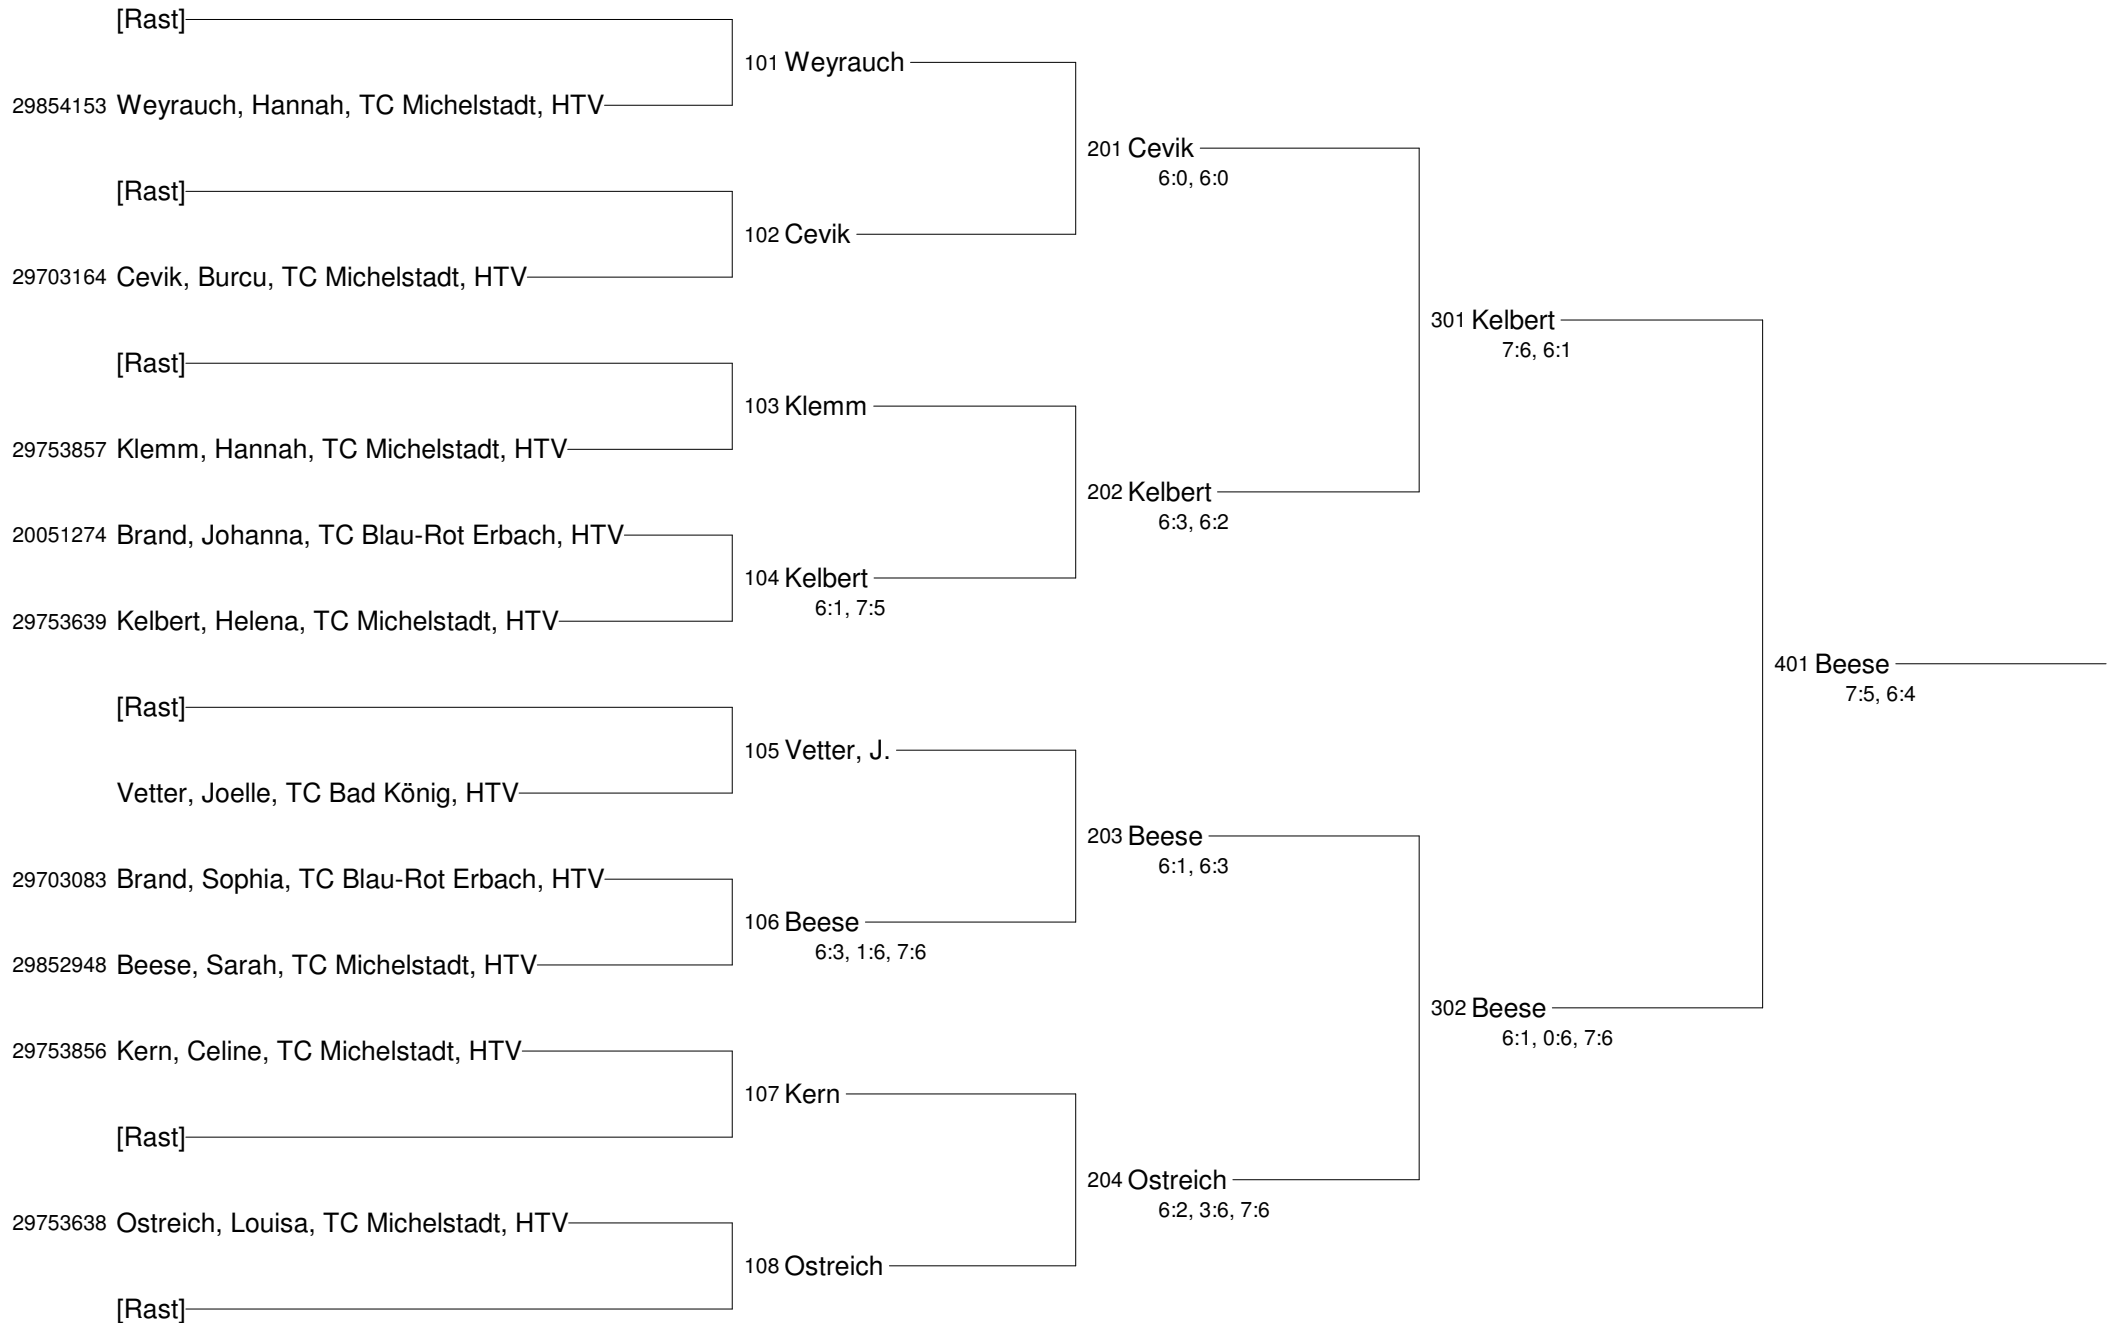 [Rast]
101 Weyrauch
29854153 Weyrauch, Hannah, TC Michelstadt, HTV
201 Cevik
6:0, 6:0
[Rast]
102 Cevik
29703164 Cevik, Burcu, TC Michelstadt, HTV
301 Kelbert
7:6, 6:1
[Rast]
103 Klemm
29753857 Klemm, Hannah, TC Michelstadt, HTV
202 Kelbert
6:3, 6:2
20051274 Brand, Johanna, TC Blau-Rot Erbach, HTV
104 Kelbert
6:1, 7:5
29753639 Kelbert, Helena, TC Michelstadt, HTV
401 Beese
7:5, 6:4
[Rast]
105 Vetter, J.
Vetter, Joelle, TC Bad König, HTV
203 Beese
6:1, 6:3
29703083 Brand, Sophia, TC Blau-Rot Erbach, HTV
106 Beese
6:3, 1:6, 7:6
29852948 Beese, Sarah, TC Michelstadt, HTV
302 Beese
6:1, 0:6, 7:6
29753856 Kern, Celine, TC Michelstadt, HTV
107 Kern
[Rast]
204 Ostreich
6:2, 3:6, 7:6
29753638 Ostreich, Louisa, TC Michelstadt, HTV
108 Ostreich
[Rast]